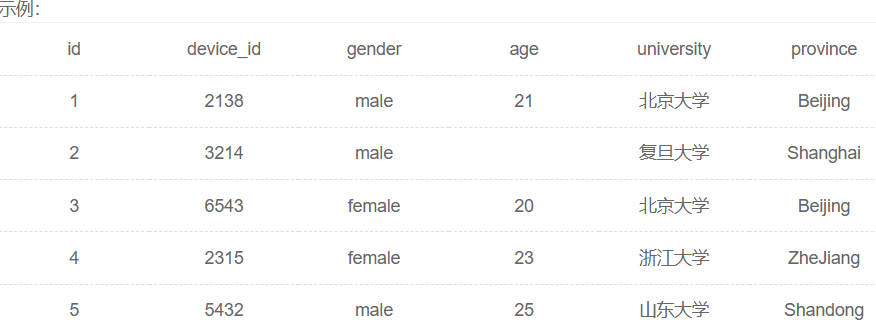 示例:
id device_id gender age university province
1 2138 male 21 北京大学 Beijing
2 3214 male 复旦大学 Shanghai
3 6543 female 20 北京大学 Beijing
4 2315 female 23 浙江大学 ZheJiang
5 5432 male 25 山东大学 Shandong